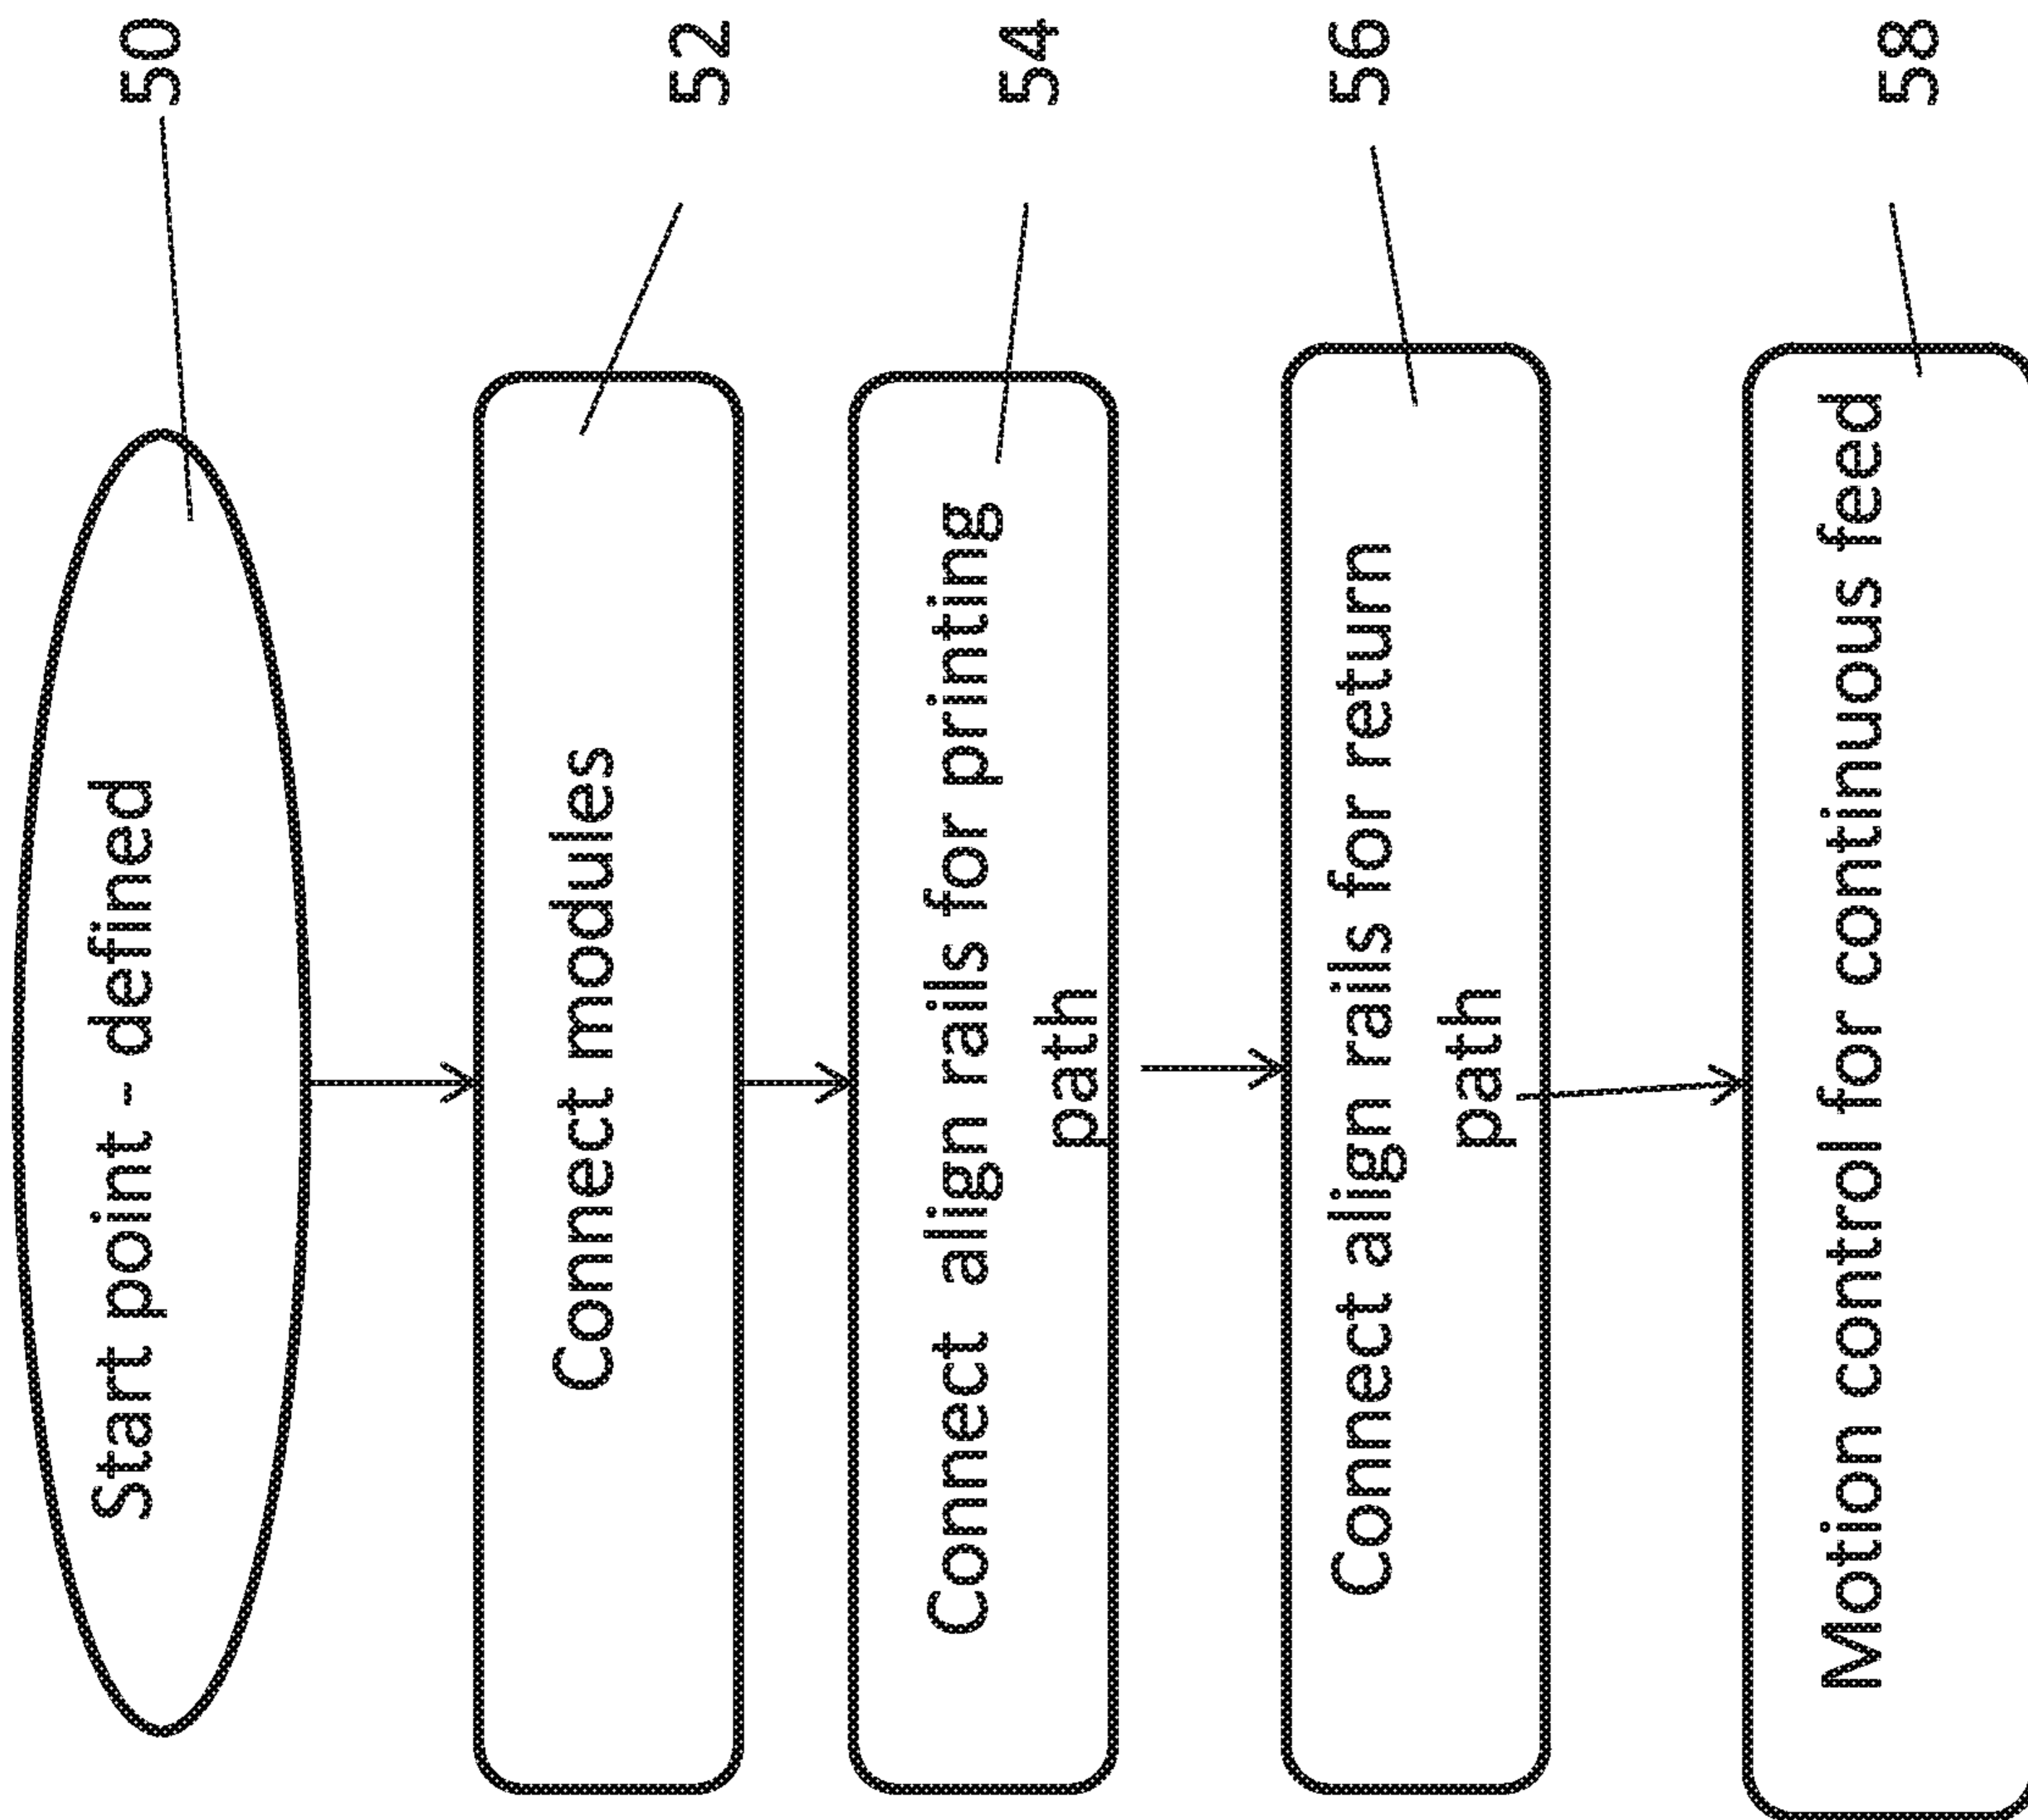 Start point - defined
50
Connect modules
52
Connect align rails for printing
path
54
Connect align rails for return
path
56
Motion control for continuous feed
58